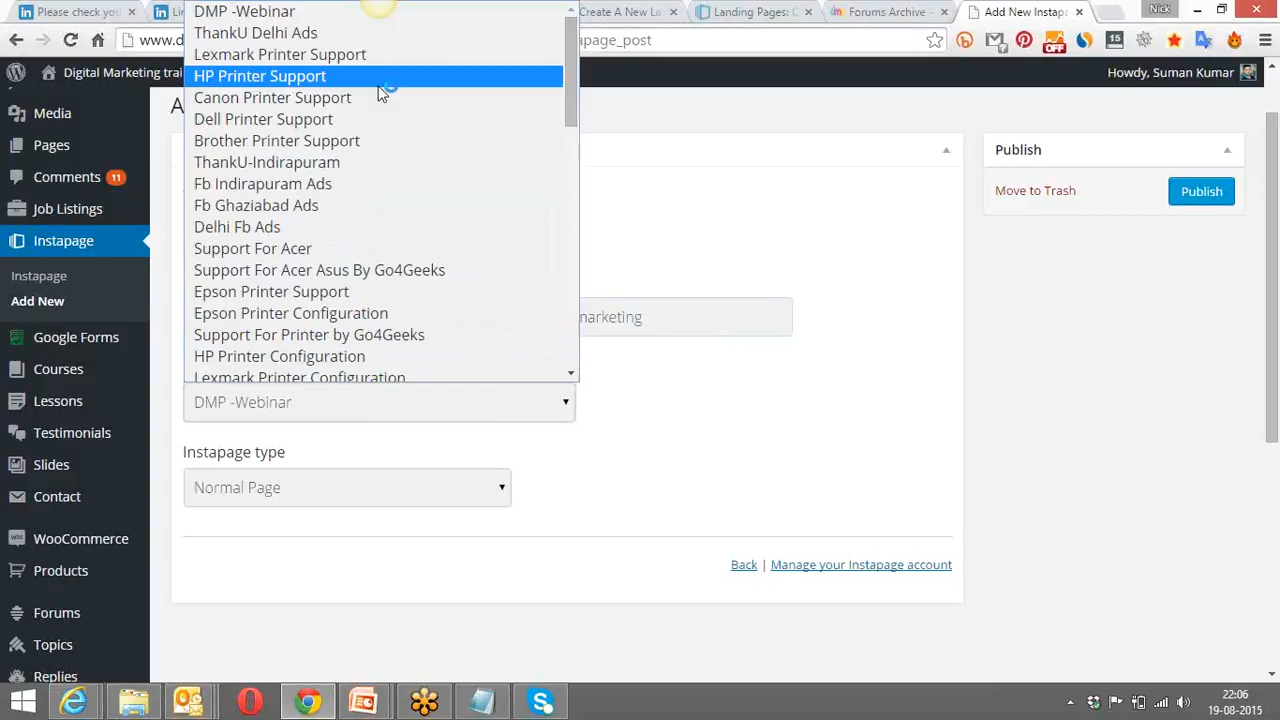 Please check you
Lin
Create A New La
Landing Pages: C
Forums Archive –
Add New Instap
Nick
www.d
apage_post
OFF
15
Digital Marketing trai
Howdy, Suman Kumar
A
Media
Pages
Comments 11
Job Listings
Instapage
Instapage
Add New
Google Forms
Courses
Lessons
Testimonials
Slides
Contact
WooCommerce
Products
Forums
Topics
Replies
DMP -Webinar
ThankU Delhi Ads
Lexmark Printer Support
HP Printer Support
Canon Printer Support
Dell Printer Support
Brother Printer Support
ThankU-Indirapuram
Fb Indirapuram Ads
Fb Ghaziabad Ads
Delhi Fb Ads
Support For Acer
Support For Acer Asus By Go4Geeks
Epson Printer Support
Epson Printer Configuration
Support For Printer by Go4Geeks
HP Printer Configuration
Lexmark Printer Configuration
DMP -Webinar
narketing
Instapage type
Normal Page
Back | Manage your Instapage account
Publish
Move to Trash
Publish
22:06
19-08-2015